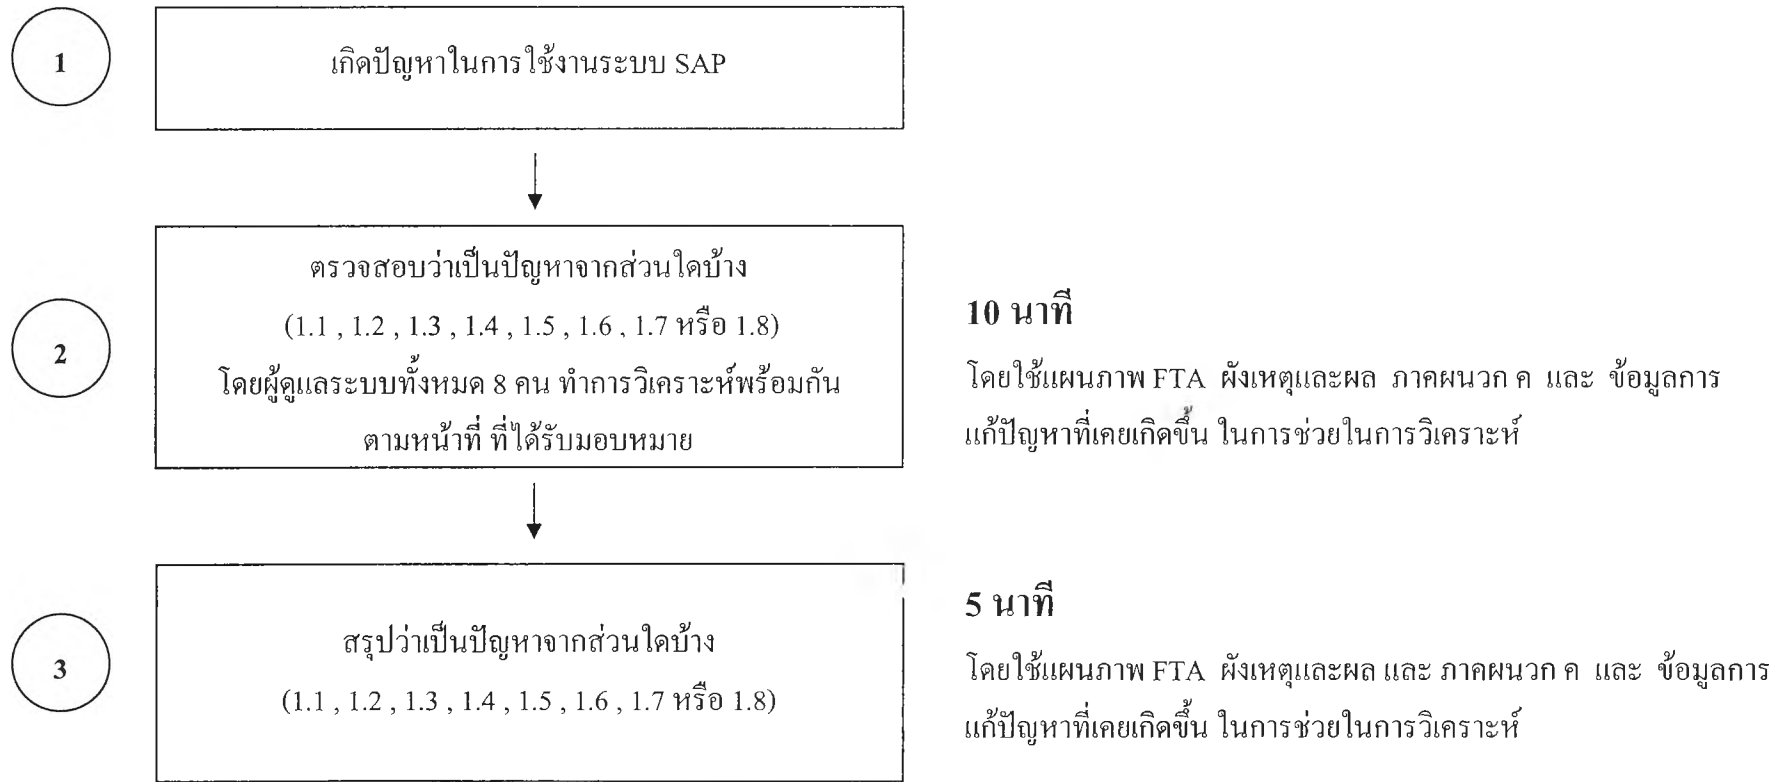 1
เกิดปัญหาในการใช้งานระบบ SAP
2
ตรวจสอบว่าเป็นปัญหาจากส่วนใดบ้าง
(1.1 , 1.2 , 1.3 , 1.4 , 1.5 , 1.6 , 1.7 หรือ 1.8)
โดยผู้ดูแลระบบทั้งหมด 8 คน ทำการวิเคราะห์พร้อมกัน
ตามหน้าที่ ที่ได้รับมอบหมาย
10 นาที
โดยใช้แผนภาพ FTA ผังเหตุและผล ภาคผนวก ค และ ข้อมูลการ
แก้ปัญหาที่เคยเกิดขึ้น ในการช่วยในการวิเคราะห์
3
สรุปว่าเป็นปัญหาจากส่วนใดบ้าง
(1.1 , 1.2 , 1.3 , 1.4 , 1.5 , 1.6 , 1.7 หรือ 1.8)
5 นาที
โดยใช้แผนภาพ FTA ผังเหตุและผล และ ภาคผนวก ค และ ข้อมูลการ
แก้ปัญหาที่เคยเกิดขึ้น ในการช่วยในการวิเคราะห์